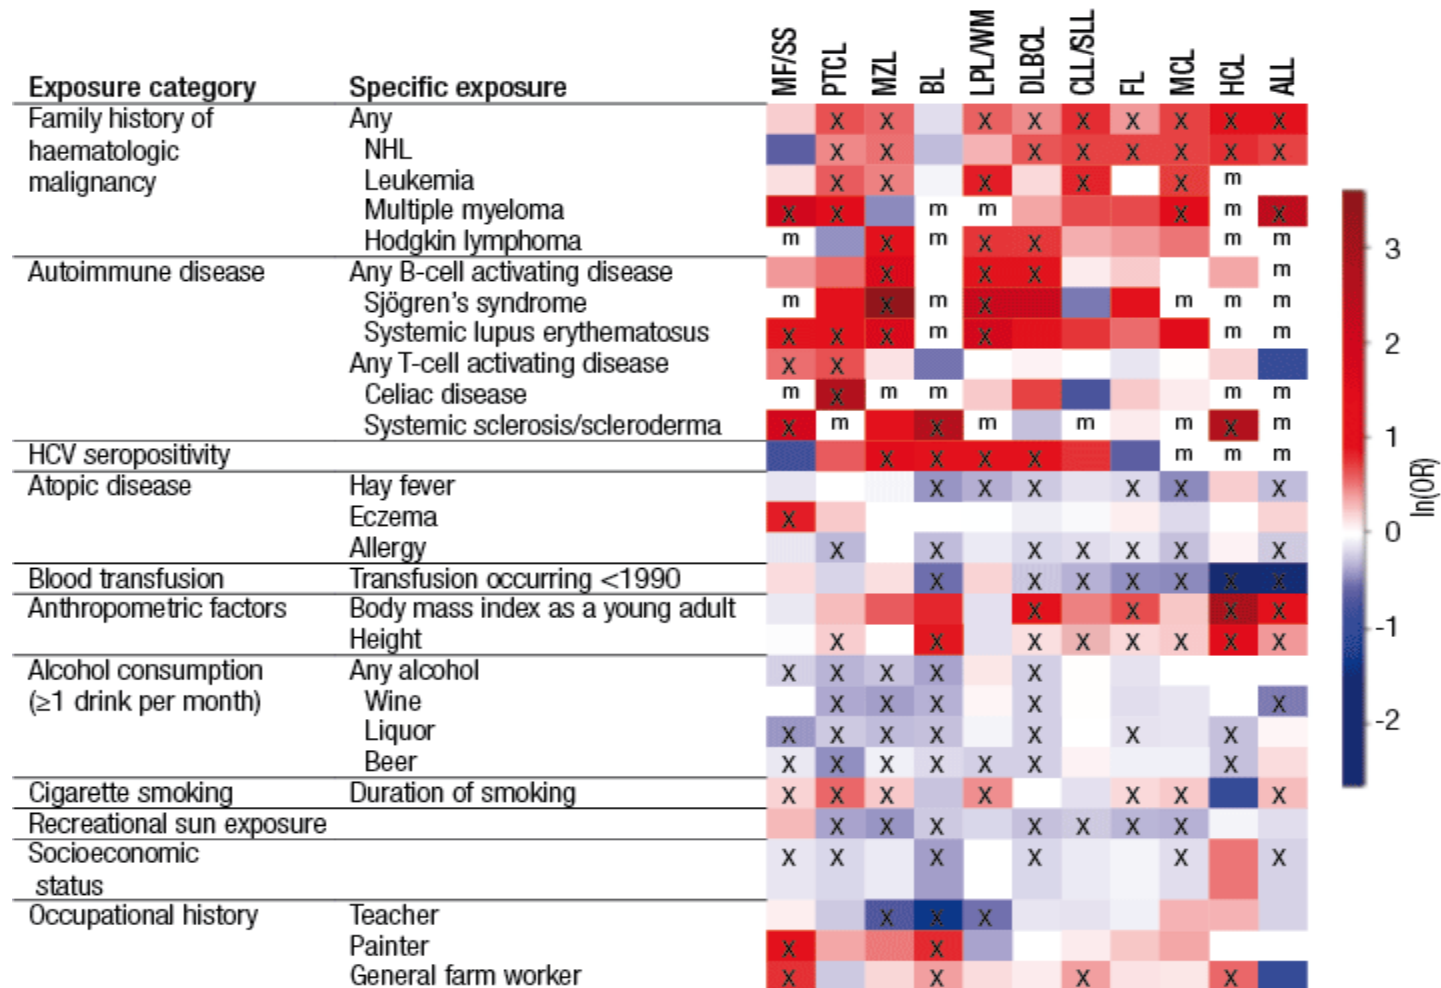 Exposure category Specific exposure MF/SS PTCL MZL BL LPL/WM DLBCL CLL/SLL FL MCL HCL ALL
Family history of Any X X X X X X X X X
haematologic NHL X X X X X X X X
malignancy Leukemia X X X X X m
Multiple myeloma X X m m X m X
Hodgkin lymphoma m X m X X m m
Autoimmune disease Any B-cell activating disease X X X m
Sjögren's syndrome m X m X m m m
Systemic lupus erythematosus X X X m X m m
Any T-cell activating disease X X
Celiac disease m X m m m m
Systemic sclerosis/scleroderma X m X m m m X m
HCV seropositivity X X X X m m m
Atopic disease Hay fever X X X X X X
Eczema X
Allergy X X X X X X X
Blood transfusion Transfusion occurring <1990 X X X X X X X
Anthropometric factors Body mass index as a young adult X X X X
Height X X X X X X X X
Alcohol consumption Any alcohol X X X X X
(≥1 drink per month) Wine X X X X X
Liquor X X X X X X X
Beer X X X X X X X
Cigarette smoking Duration of smoking X X X X X X X
Recreational sun exposure X X X X X X X
Socioeconomic X X X X X X
status
Occupational history Teacher X X X
Painter X X
General farm worker X X X X
3
2
1
0
-1
-2
ln(OR)